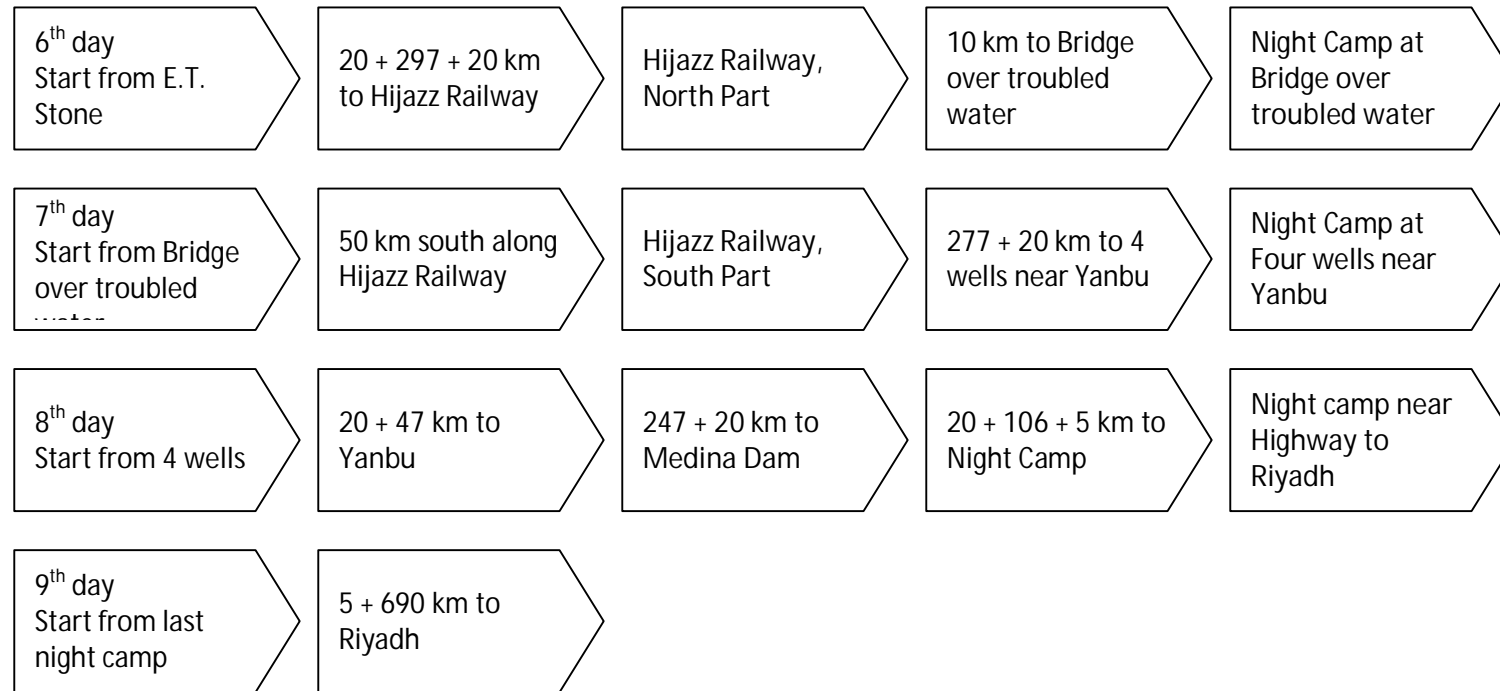 6th day
Start from E.T.
Stone
20 + 297 + 20 km
to Hijazz Railway
Hijazz Railway,
North Part
10 km to Bridge
over troubled
water
Night Camp at
Bridge over
troubled water
7th day
Start from Bridge
over troubled
50 km south along
Hijazz Railway
Hijazz Railway,
South Part
277 + 20 km to 4
wells near Yanbu
Night Camp at
Four wells near
Yanbu
8th day
Start from 4 wells
20 + 47 km to
Yanbu
247 + 20 km to
Medina Dam
20 + 106 + 5 km to
Night Camp
Night camp near
Highway to
Riyadh
9th day
Start from last
night camp
5 + 690 km to
Riyadh